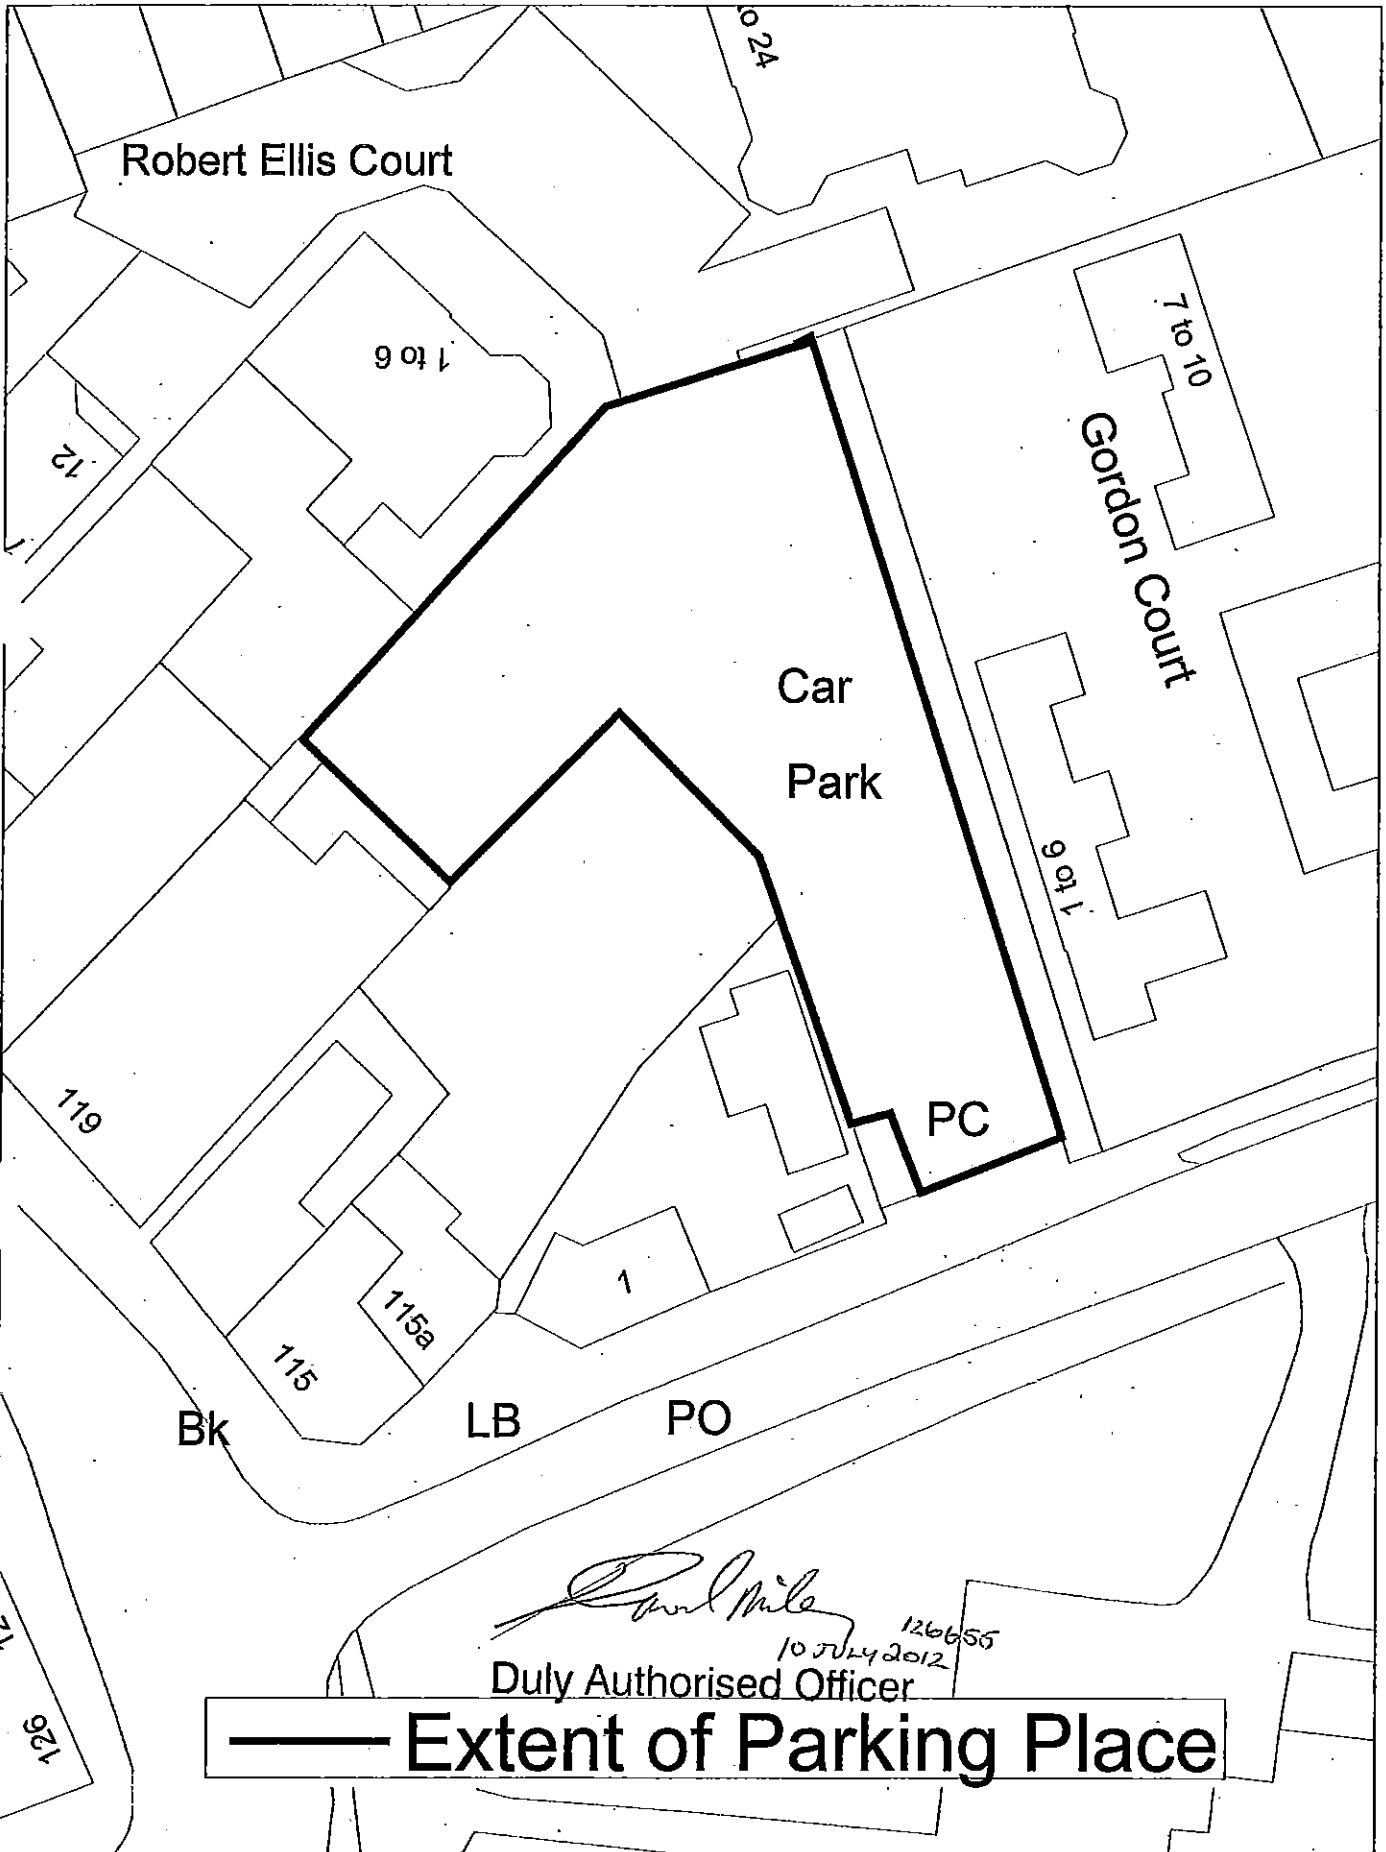 to 24
Robert Ellis Court
1 to 6
7 to 10
12
Gordon Court
Car
Park
1 to 6
119
PC
1
115a
115
Bk
LB
PO
126655
10 JULY 2012
Duly Authorised Officer
126
Extent of Parking Place